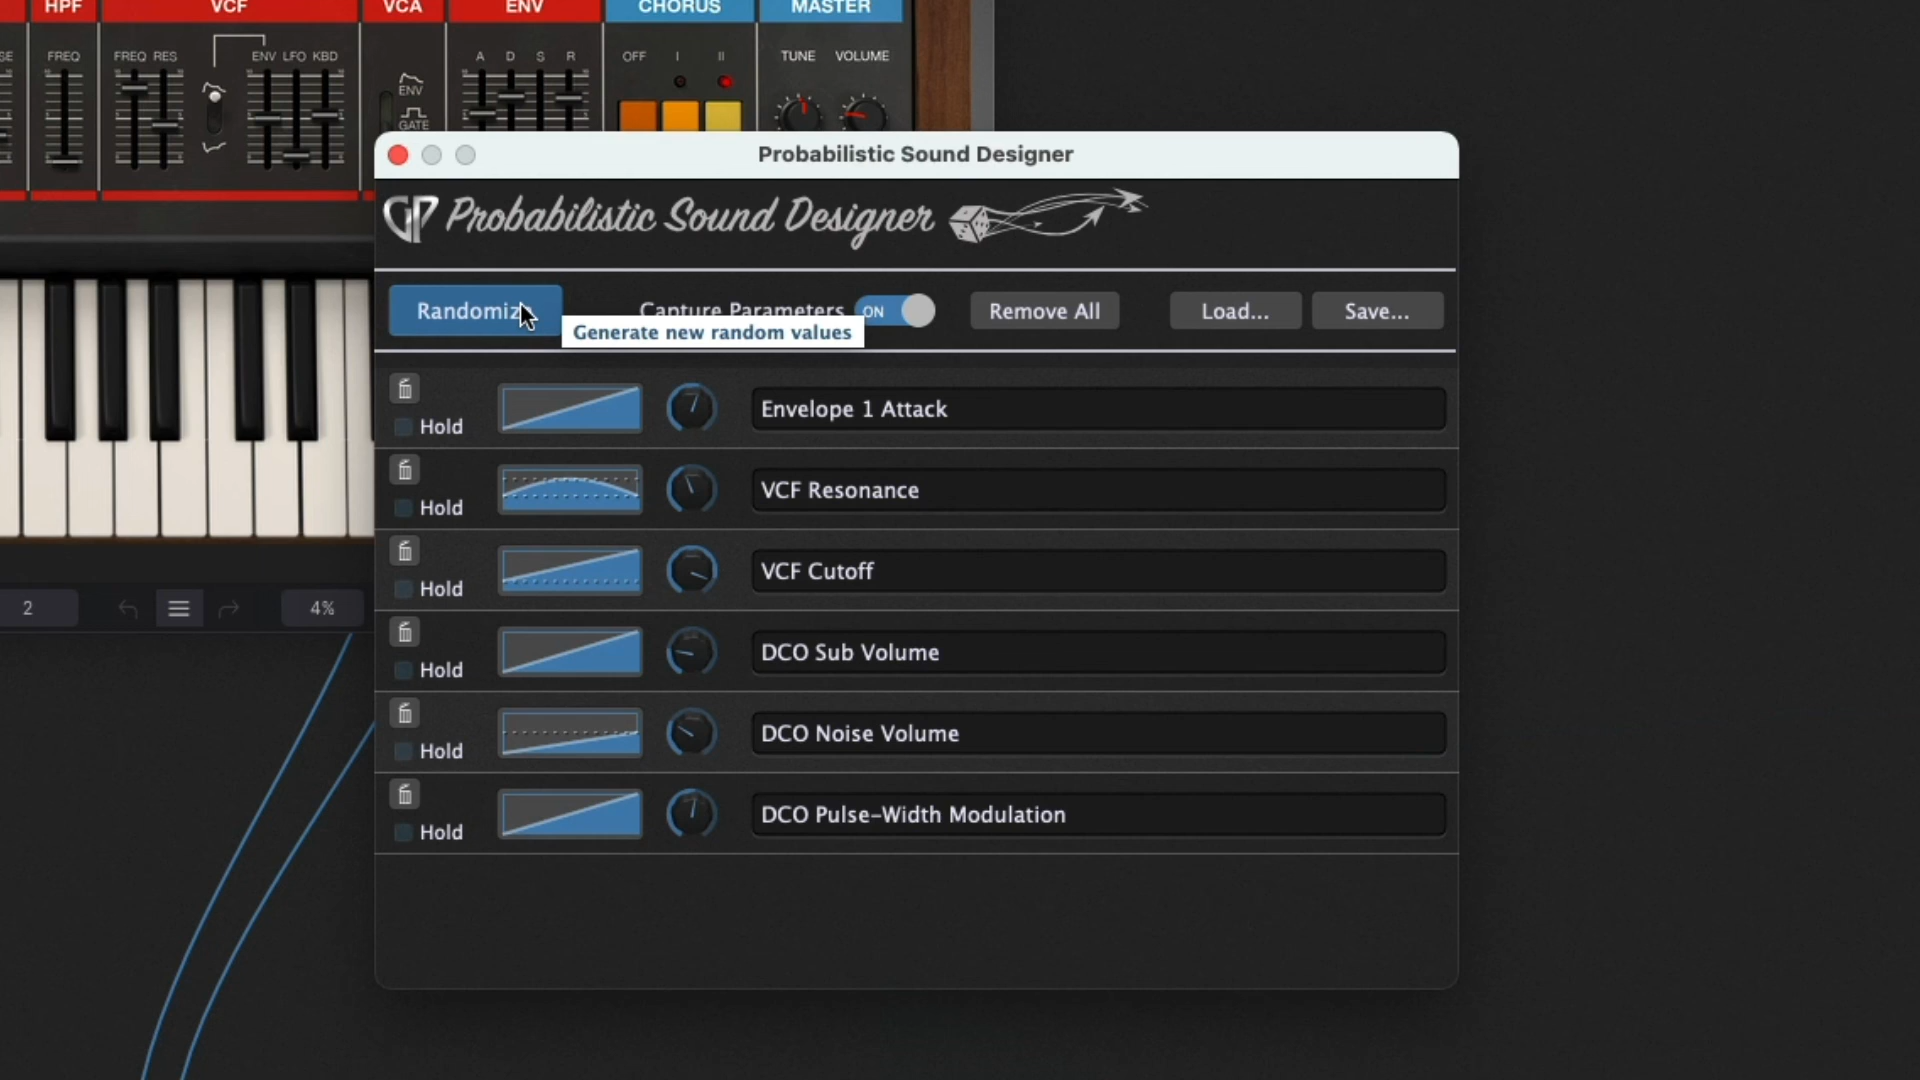 HPF VCF VCA ENV CHORUS MASTER
SE FREQ FREQ RES ENV LFO KBD A D S R OFF I II TUNE VOLUME
ENV
GATE
Probabilistic Sound Designer
GP Probabilistic Sound Designer
Capture Parameters ON Remove All Load... Save...
Generate new random values
Envelope 1 Attack
Hold
VCF Resonance
Hold
VCF Cutoff
Hold
2 4%
DCO Sub Volume
Hold
DCO Noise Volume
Hold
DCO Pulse-Width Modulation
Hold